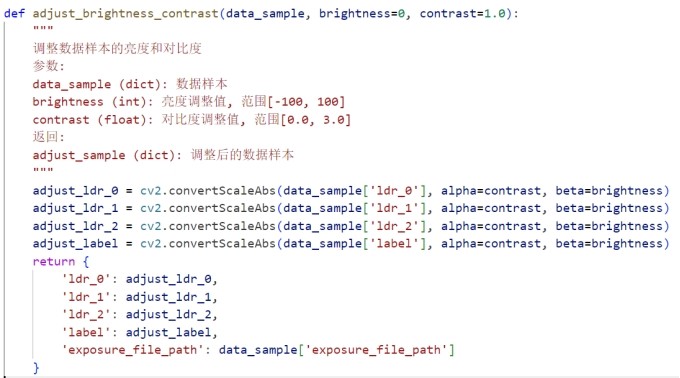 def adjust_brightness_contrast(data_sample, brightness=0, contrast=1.0):
"""
调整数据样本的亮度和对比度
参数:
data_sample (dict): 数据样本
brightness (int): 亮度调整值, 范围[-100, 100]
contrast (float): 对比度调整值, 范围[0.0, 3.0]
返回:
adjust_sample (dict): 调整后的数据样本
"""
adjust_ldr_0 = cv2.convertScaleAbs(data_sample['ldr_0'], alpha=contrast, beta=brightness)
adjust_ldr_1 = cv2.convertScaleAbs(data_sample['ldr_1'], alpha=contrast, beta=brightness)
adjust_ldr_2 = cv2.convertScaleAbs(data_sample['ldr_2'], alpha=contrast, beta=brightness)
adjust_label = cv2.convertScaleAbs(data_sample['label'], alpha=contrast, beta=brightness)
return {
'ldr_0': adjust_ldr_0,
'ldr_1': adjust_ldr_1,
'ldr_2': adjust_ldr_2,
'label': adjust_label,
'exposure_file_path': data_sample['exposure_file_path']
}